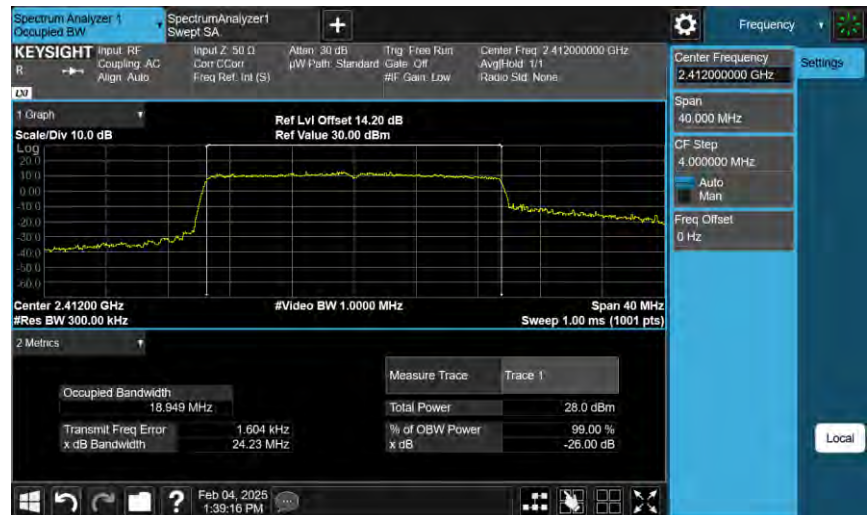 Spectrum Analyzer 1
Occupied BW
SpectrumAnalyzer1
Swept SA
Frequency
KEYSIGHT
R
LXI
Input: RF
Coupling: AC
Align: Auto
Input Z: 50 Ω
Corr CCorr
Freq Ref: Int (S)
Atten: 30 dB
µW Path: Standard
Trig: Free Run
Gate: Off
#IF Gain: Low
Center Freq: 2.412000000 GHz
Avg|Hold: 1/1
Radio Std: None
Center Frequency
2.412000000 GHz
Settings
Span
40.000 MHz
CF Step
4.000000 MHz
Auto
Man
Freq Offset
0 Hz
Local
1 Graph
Scale/Div 10.0 dB
Ref Lvl Offset 14.20 dB
Ref Value 30.00 dBm
Log
20.0
10.0
0.00
-10.0
-20.0
-30.0
-40.0
-50.0
-60.0
Center 2.41200 GHz
#Res BW 300.00 kHz
#Video BW 1.0000 MHz
Span 40 MHz
Sweep 1.00 ms (1001 pts)
2 Metrics
Measure Trace Trace 1
Occupied Bandwidth
18.949 MHz
Total Power 28.0 dBm
Transmit Freq Error 1.604 kHz
% of OBW Power 99.00 %
x dB Bandwidth 24.23 MHz
x dB -26.00 dB
?
Feb 04, 2025
1:39:16 PM